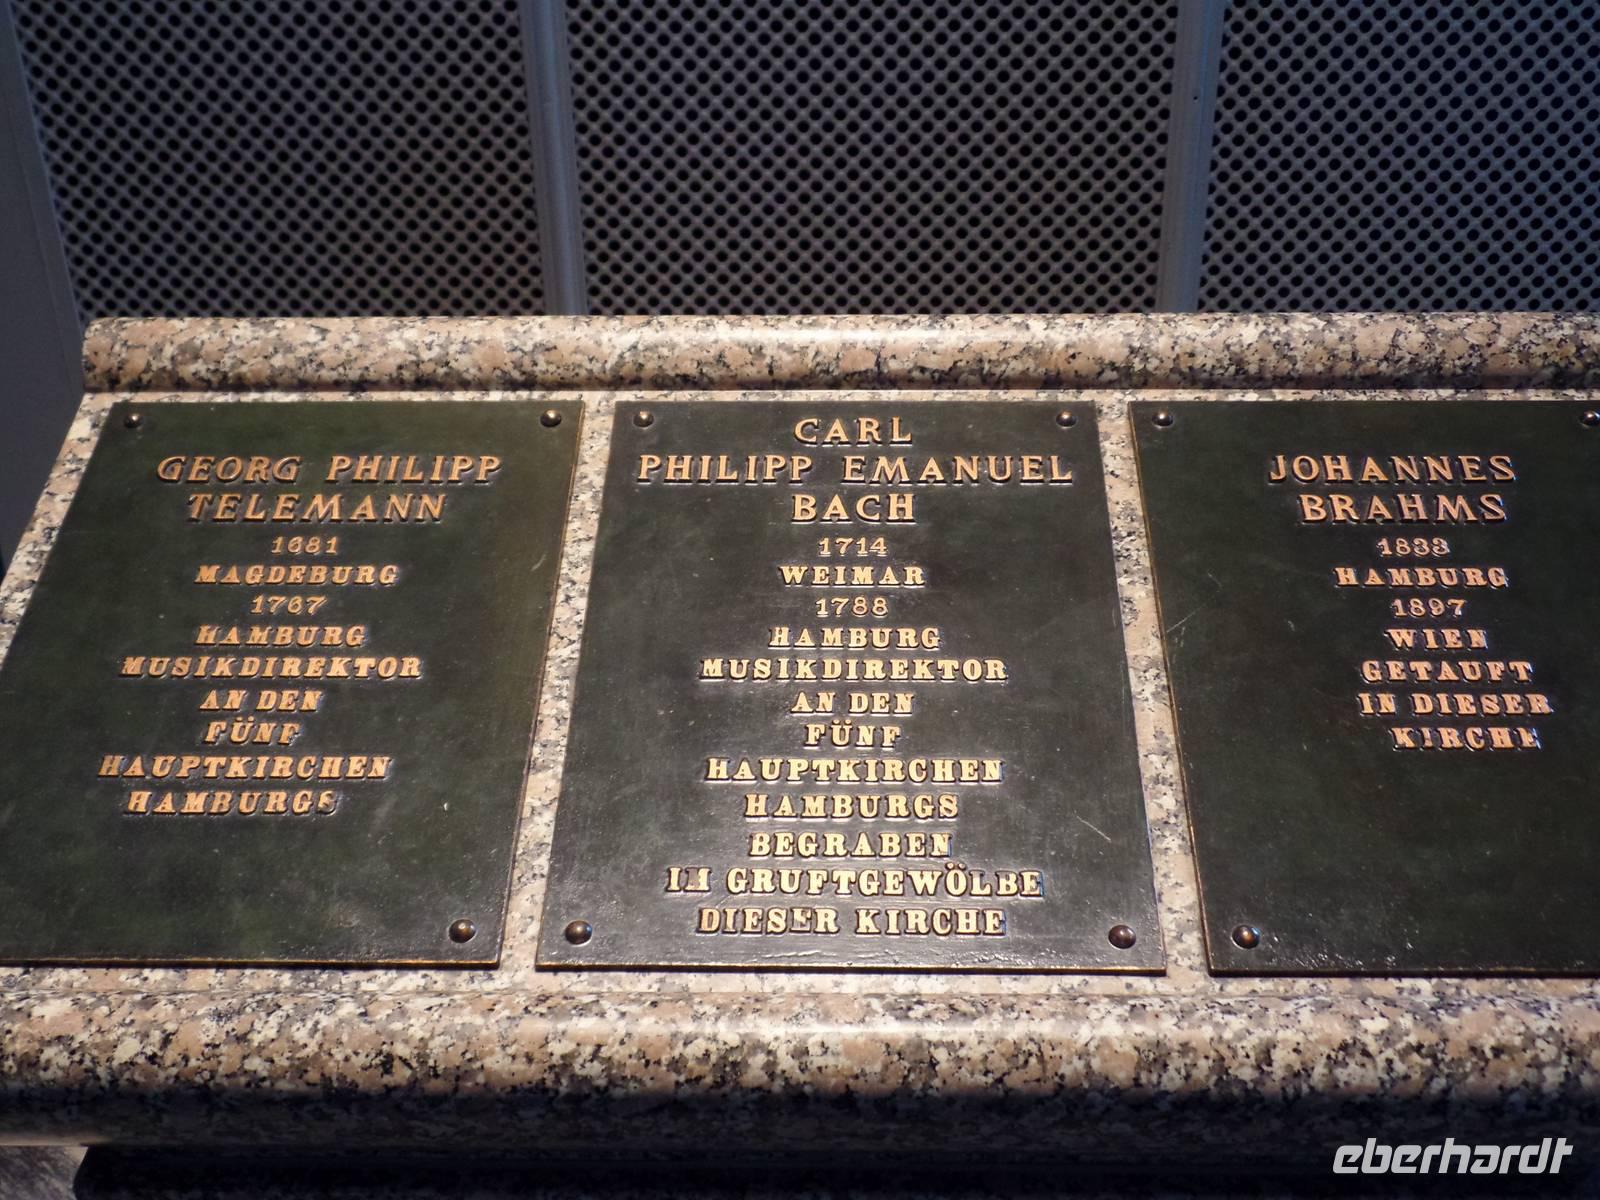 GEORG PHILIPP
TELEMANN
1681
MAGDEBURG
1767
HAMBURG
MUSIKDIREKTOR
AN DEN
FÜNF
HAUPTKIRCHEN
HAMBURGS
CARL
PHILIPP EMANUEL
BACH
1714
WEIMAR
1788
HAMBURG
MUSIKDIREKTOR
AN DEN
FÜNF
HAUPTKIRCHEN
HAMBURGS
BEGRABEN
IM GRUFTGEWÖLBE
DIESER KIRCHE
JOHANNES
BRAHMS
1833
HAMBURG
1897
WIEN
GETAUFT
IN DIESER
KIRCHE
eberhardt